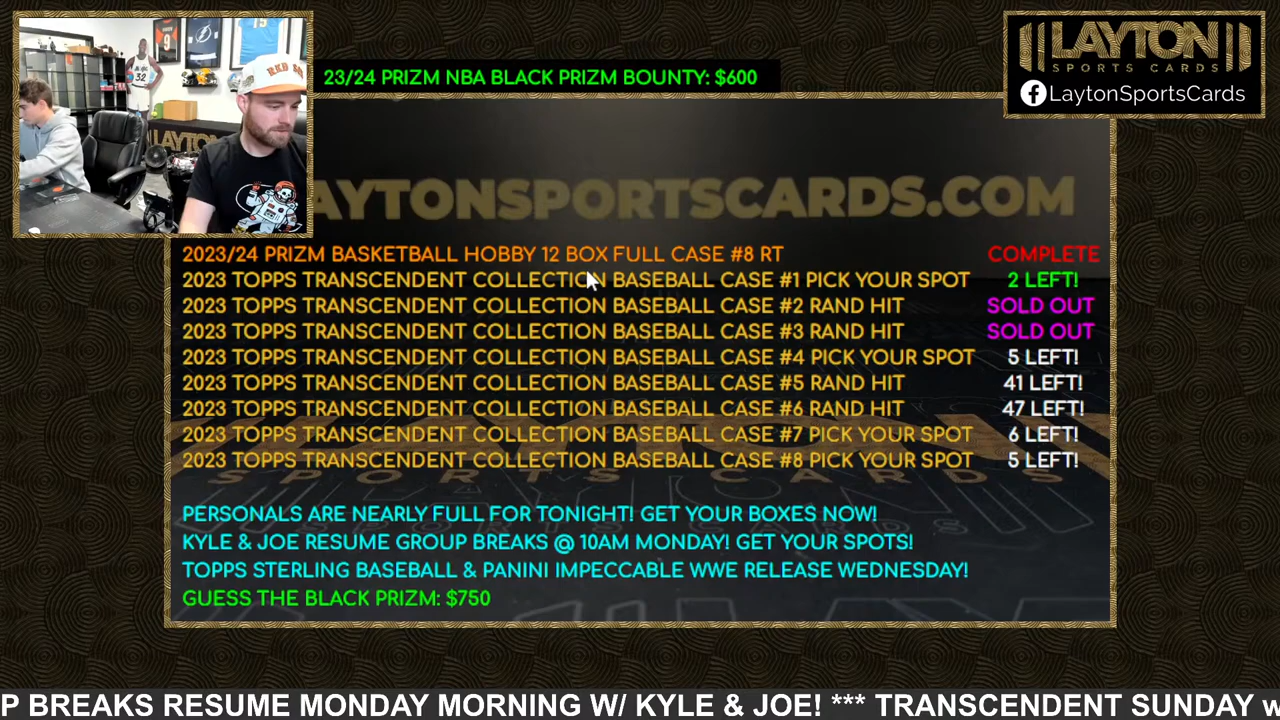 LAYTON
SPORTS CARDS
LaytonSportsCards
23/24 PRIZM NBA BLACK PRIZM BOUNTY: $600
32
9
LAYTON
RED
AYTONSPORTSCARDS.COM
2023/24 PRIZM BASKETBALL HOBBY 12 BOX FULL CASE #8 RT COMPLETE
2023 TOPPS TRANSCENDENT COLLECTION BASEBALL CASE #1 PICK YOUR SPOT 2 LEFT!
2023 TOPPS TRANSCENDENT COLLECTION BASEBALL CASE #2 RAND HIT SOLD OUT
2023 TOPPS TRANSCENDENT COLLECTION BASEBALL CASE #3 RAND HIT SOLD OUT
2023 TOPPS TRANSCENDENT COLLECTION BASEBALL CASE #4 PICK YOUR SPOT 5 LEFT!
2023 TOPPS TRANSCENDENT COLLECTION BASEBALL CASE #5 RAND HIT 41 LEFT!
2023 TOPPS TRANSCENDENT COLLECTION BASEBALL CASE #6 RAND HIT 47 LEFT!
2023 TOPPS TRANSCENDENT COLLECTION BASEBALL CASE #7 PICK YOUR SPOT 6 LEFT!
2023 TOPPS TRANSCENDENT COLLECTION BASEBALL CASE #8 PICK YOUR SPOT 5 LEFT!
SPORTS CARDS
PERSONALS ARE NEARLY FULL FOR TONIGHT! GET YOUR BOXES NOW!
KYLE & JOE RESUME GROUP BREAKS @ 10AM MONDAY! GET YOUR SPOTS!
TOPPS STERLING BASEBALL & PANINI IMPECCABLE WWE RELEASE WEDNESDAY!
GUESS THE BLACK PRIZM: $750
P BREAKS RESUME MONDAY MORNING W/ KYLE & JOE! *** TRANSCENDENT SUNDAY w